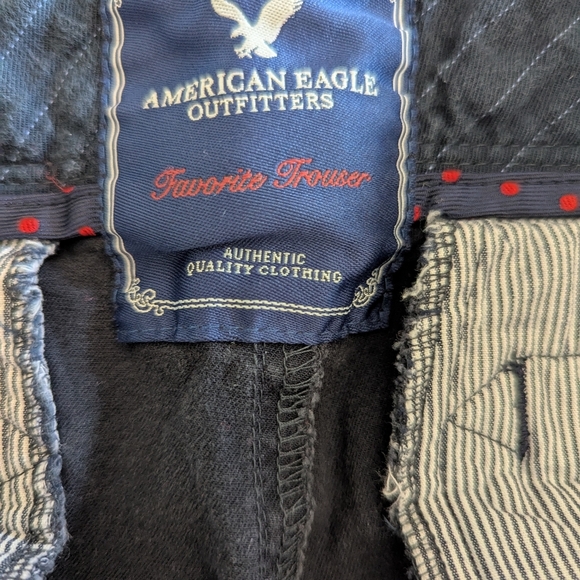 AMERICAN EAGLE
OUTFITTERS
Favorite Trouser
AUTHENTIC
QUALITY CLOTHING